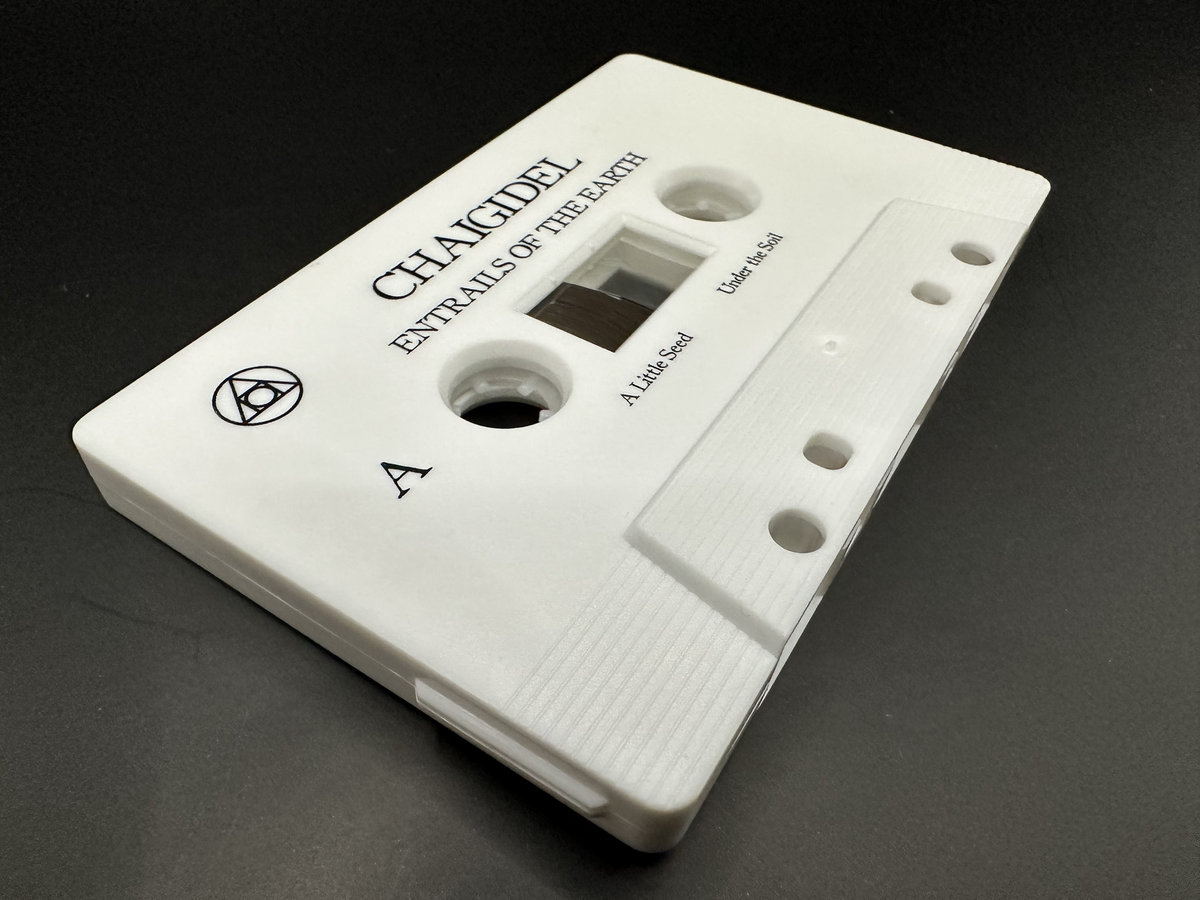 CHAIGIDEL
ENTRAILS OF THE EARTH
A
A Little Seed
Under the Soil